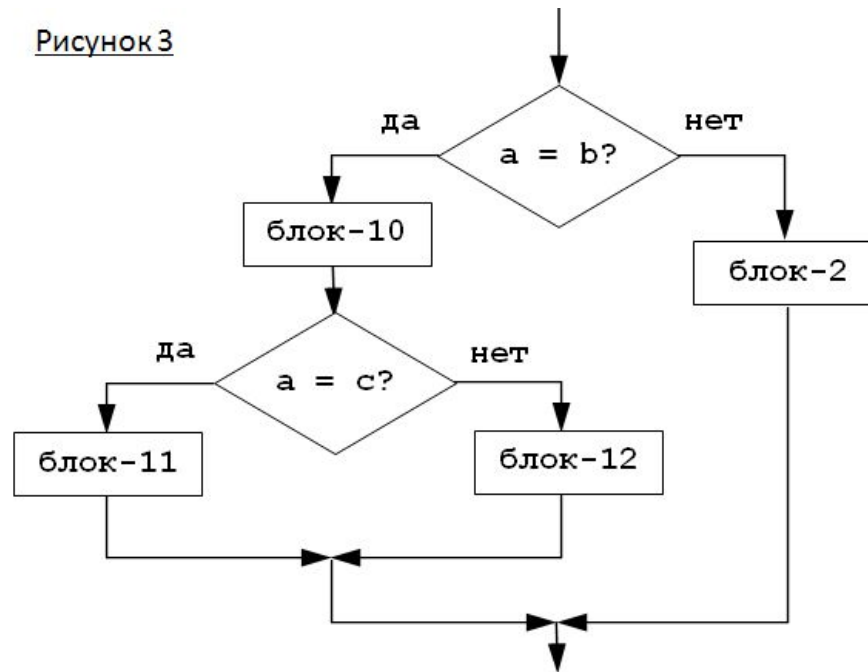 Рисунок 3
да
нет
a = b?
блок-10
блок-2
да
нет
a = c?
блок-11
блок-12